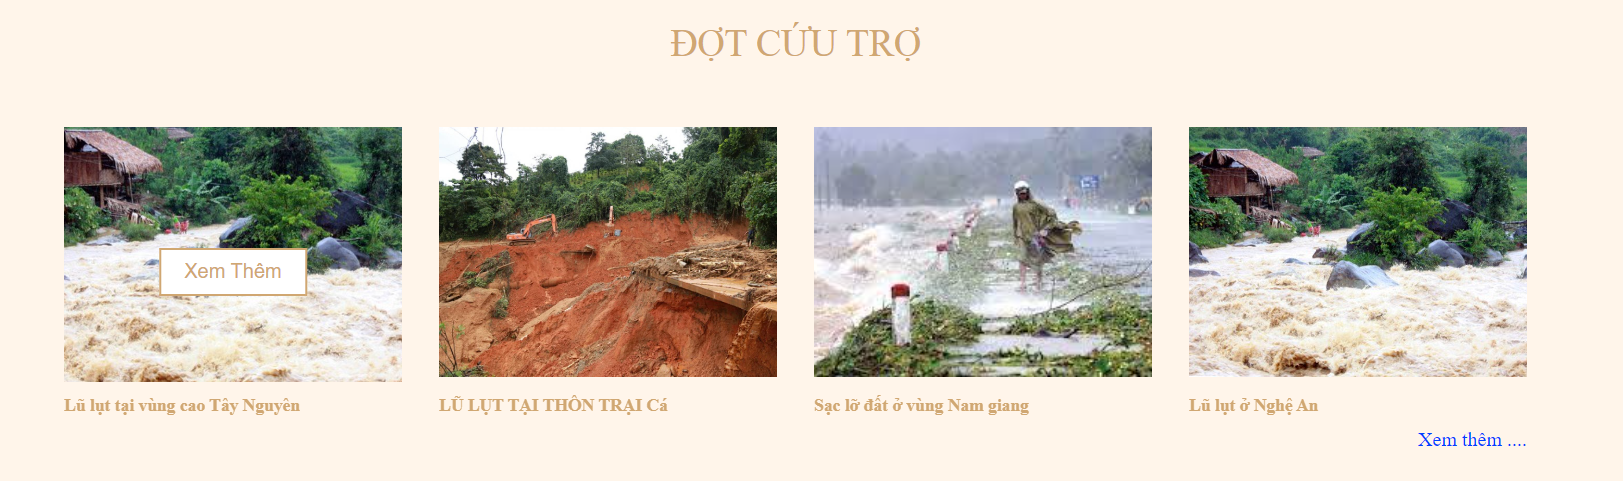 ĐỢT CỨU TRỢ
Xem Thêm
Lũ lụt tại vùng cao Tây Nguyên
LŨ LỤT TẠI THÔN TRẠI Cá
Sạc lỡ đất ở vùng Nam giang
Lũ lụt ở Nghệ An
Xem thêm ....